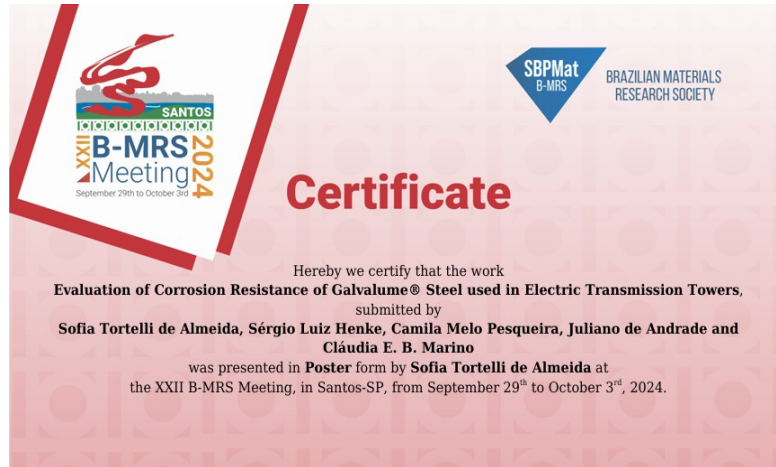 SANTOS
XXII
B-MRS
Meeting
2024
September 29th to October 3rd
SBPMat
B-MRS
BRAZILIAN MATERIALS
RESEARCH SOCIETY
Certificate
Hereby we certify that the work
Evaluation of Corrosion Resistance of Galvalume® Steel used in Electric Transmission Towers,
submitted by
Sofia Tortelli de Almeida, Sérgio Luiz Henke, Camila Melo Pesqueira, Juliano de Andrade and
Cláudia E. B. Marino
was presented in Poster form by Sofia Tortelli de Almeida at
the XXII B-MRS Meeting, in Santos-SP, from September 29th to October 3rd, 2024.